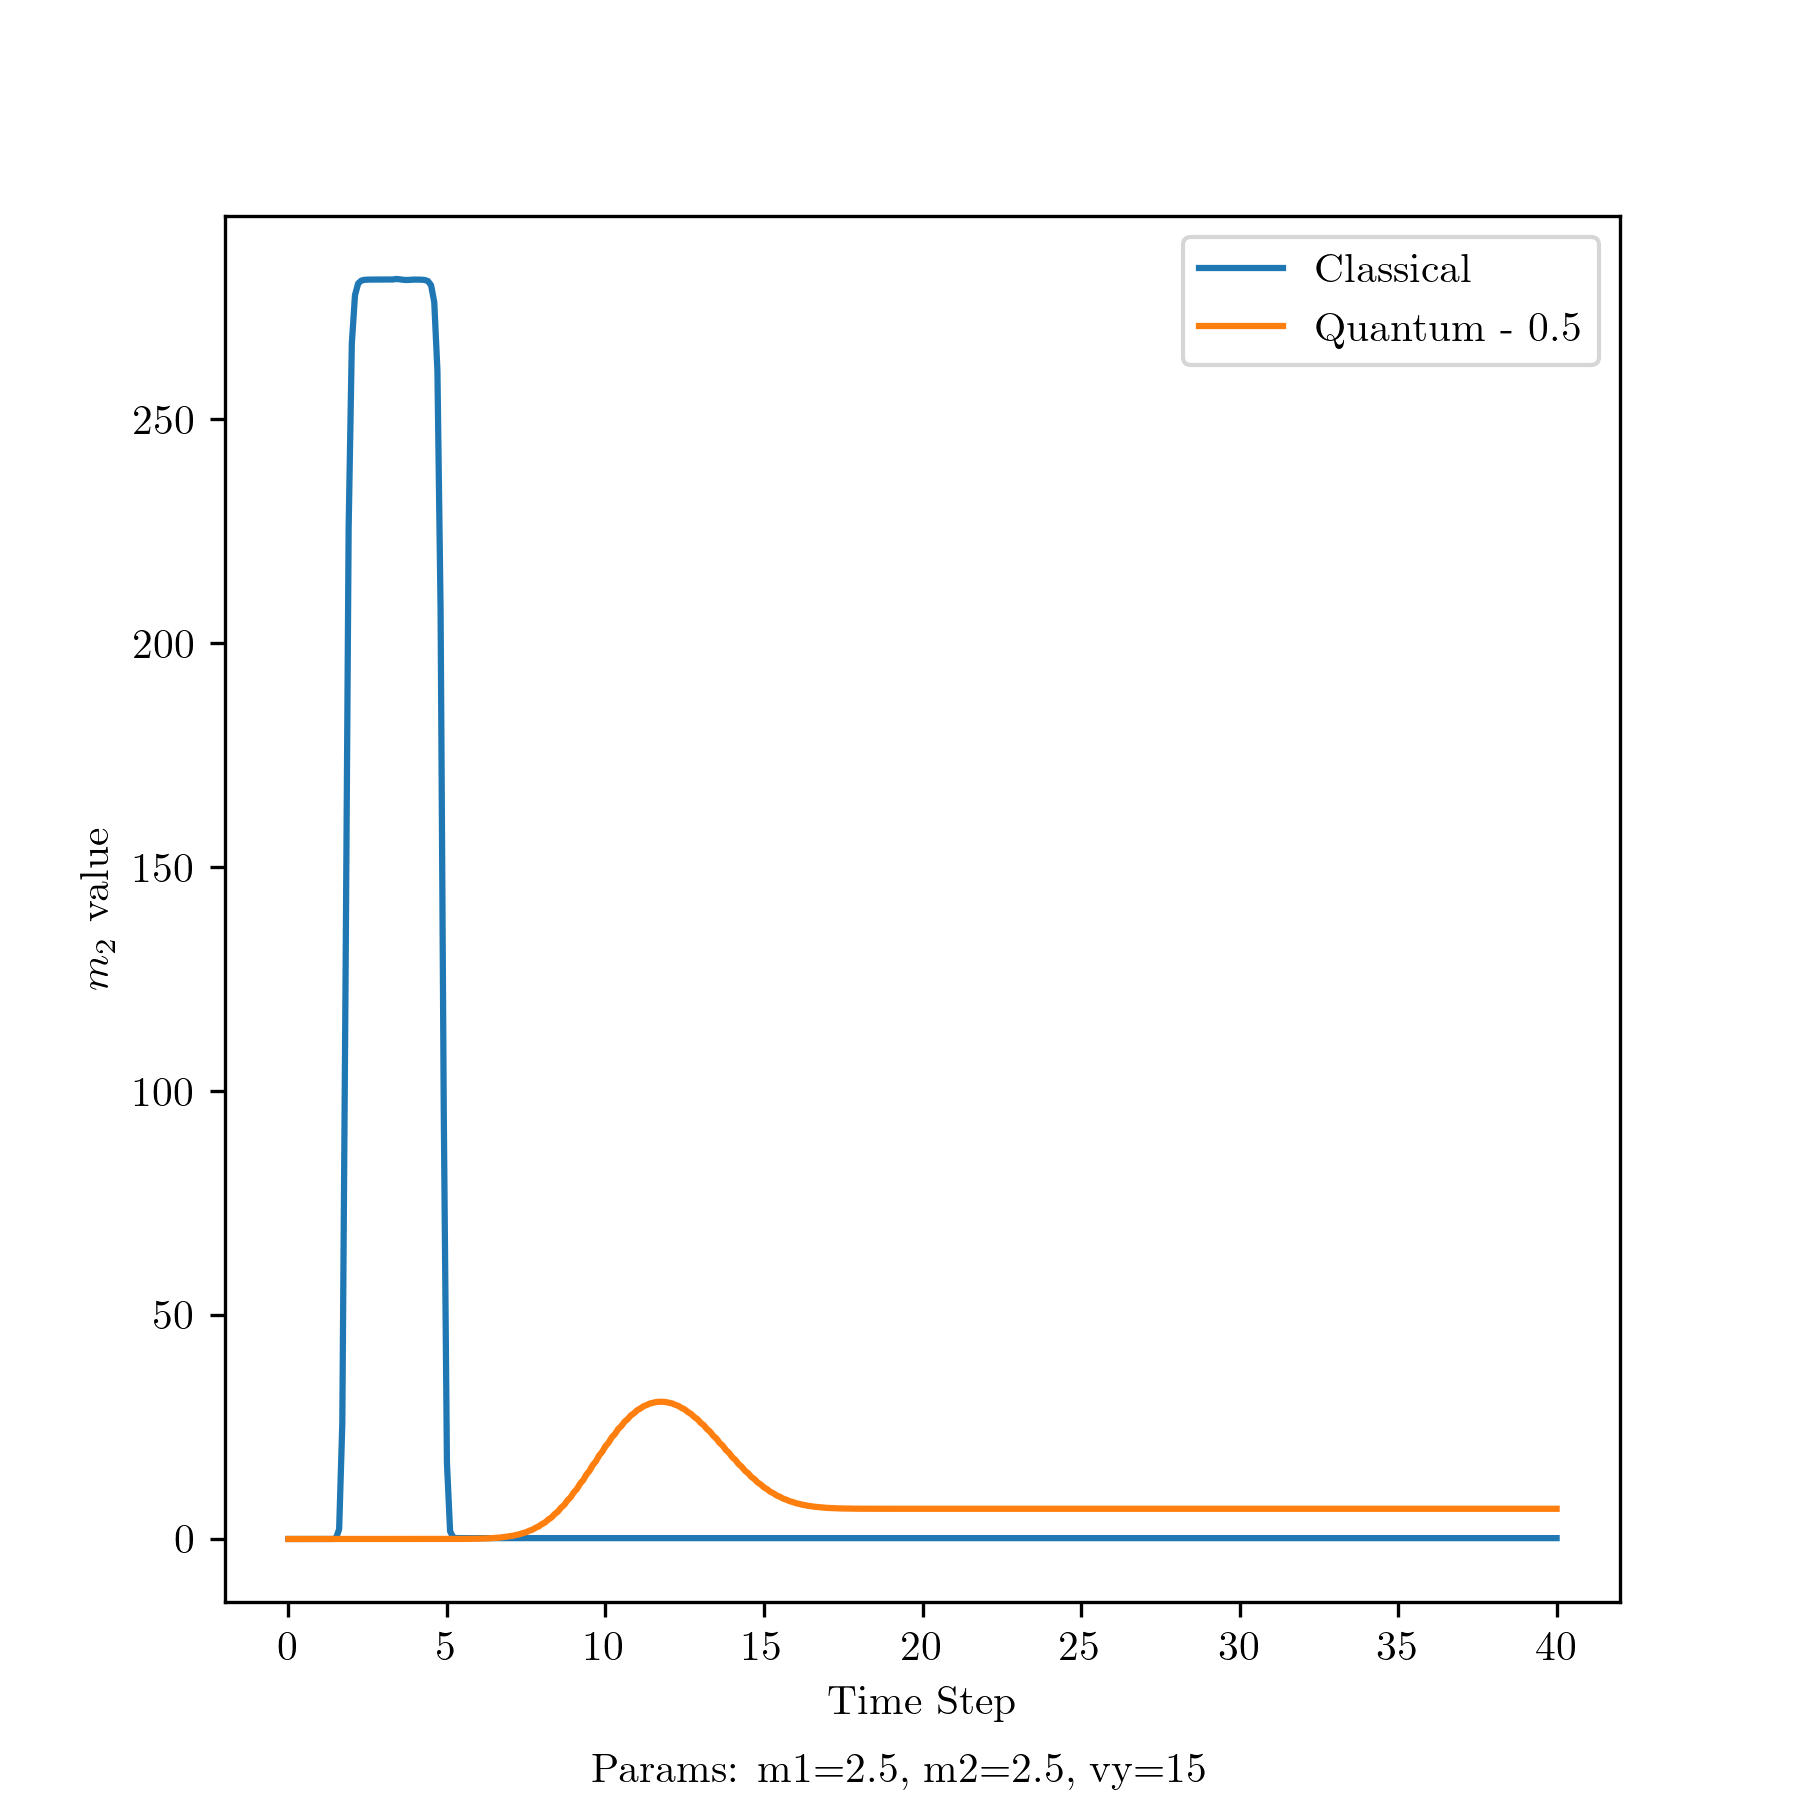 Classical
Quantum - 0.5
250
200
150
100
50
0
m₂ value
0 5 10 15 20 25 30 35 40
Time Step
Params: m1=2.5, m2=2.5, vy=15